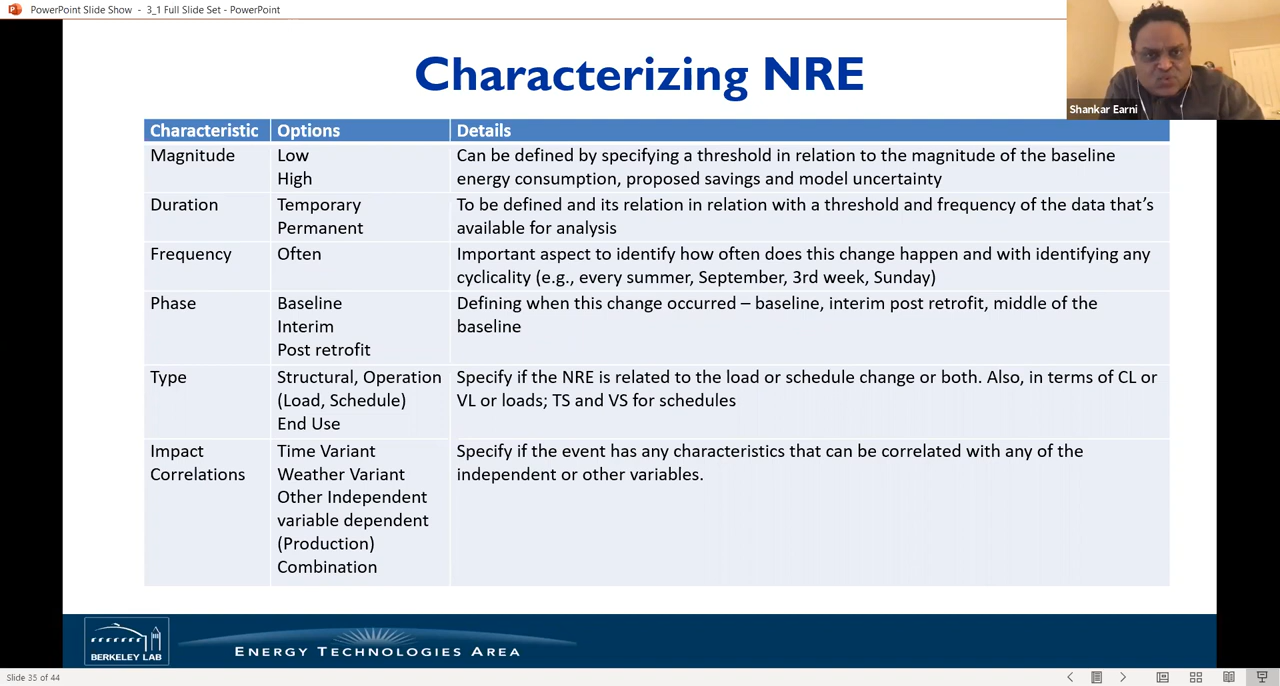 PowerPoint Slide Show - 3_1 Full Slide Set - PowerPoint
Shankar Earni
Characterizing NRE
Characteristic Options Details
Magnitude
Low
High
Can be defined by specifying a threshold in relation to the magnitude of the baseline
energy consumption, proposed savings and model uncertainty
Duration
Temporary
Permanent
To be defined and its relation in relation with a threshold and frequency of the data that's
available for analysis
Frequency
Often
Important aspect to identify how often does this change happen and with identifying any
cyclicality (e.g., every summer, September, 3rd week, Sunday)
Phase
Baseline
Interim
Post retrofit
Defining when this change occurred – baseline, interim post retrofit, middle of the
baseline
Type
Structural, Operation
(Load, Schedule)
End Use
Specify if the NRE is related to the load or schedule change or both. Also, in terms of CL or
VL or loads; TS and VS for schedules
Impact
Correlations
Time Variant
Weather Variant
Other Independent
variable dependent
(Production)
Combination
Specify if the event has any characteristics that can be correlated with any of the
independent or other variables.
BERKELEY LAB
ENERGY TECHNOLOGIES AREA
Slide 35 of 44